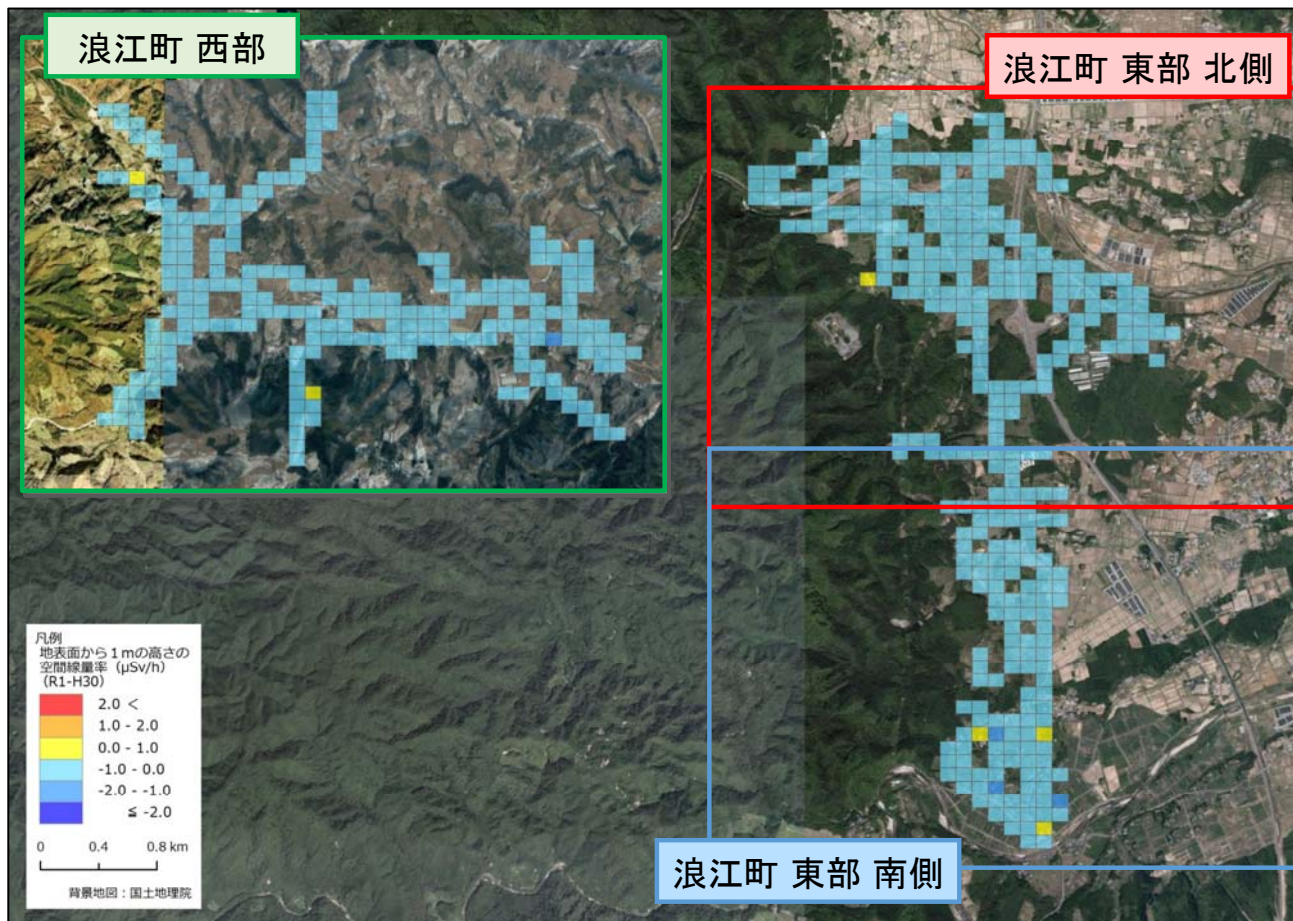 浪江町 西部
浪江町 東部 北側
凡例
地表面から1mの高さの
空間線量率（μSv/h）
（R1-H30）
2.0 <
1.0 - 2.0
0.0 - 1.0
-1.0 - 0.0
-2.0 - -1.0
≦ -2.0
0 0.4 0.8 km
背景地図：国土地理院
浪江町 東部 南側